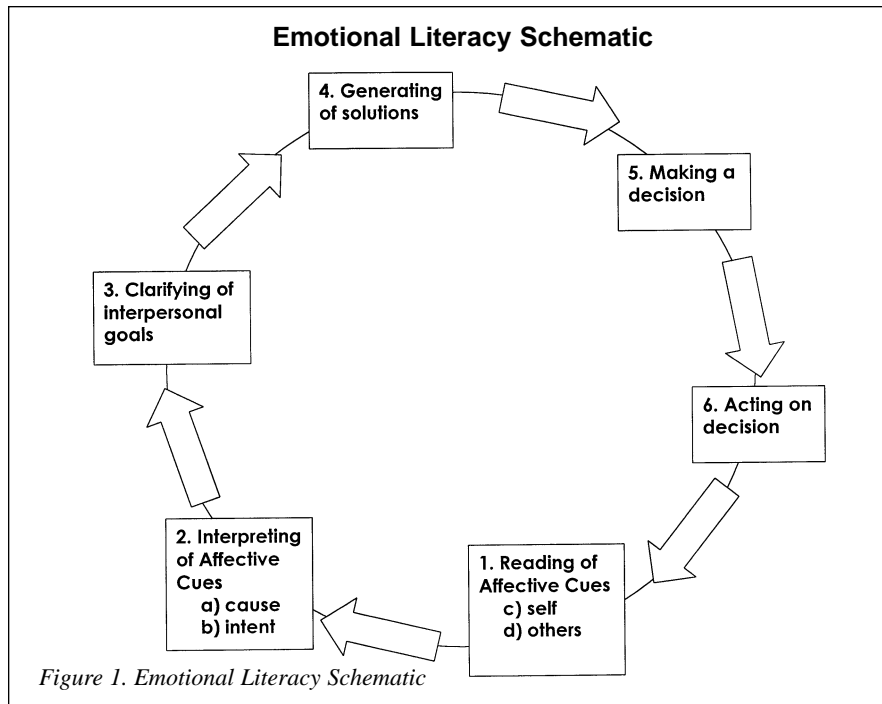 Emotional Literacy Schematic
4. Generating
of solutions
5. Making a
decision
3. Clarifying of
interpersonal
goals
6. Acting on
decision
2. Interpreting
of Affective
Cues
a) cause
b) intent
1. Reading of
Affective Cues
c) self
d) others
Figure 1. Emotional Literacy Schematic